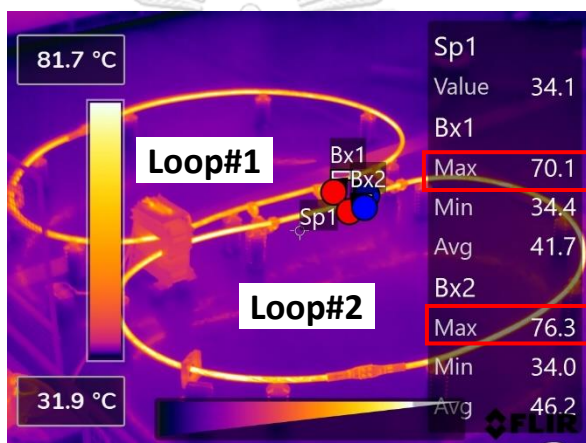 81.7 °C
Loop#1
Bx1
Bx2
Sp1
Loop#2
31.9 °C
Sp1
Value 34.1
Bx1
Max 70.1
Min 34.4
Avg 41.7
Bx2
Max 76.3
Min 34.0
Avg 46.2
FLIR